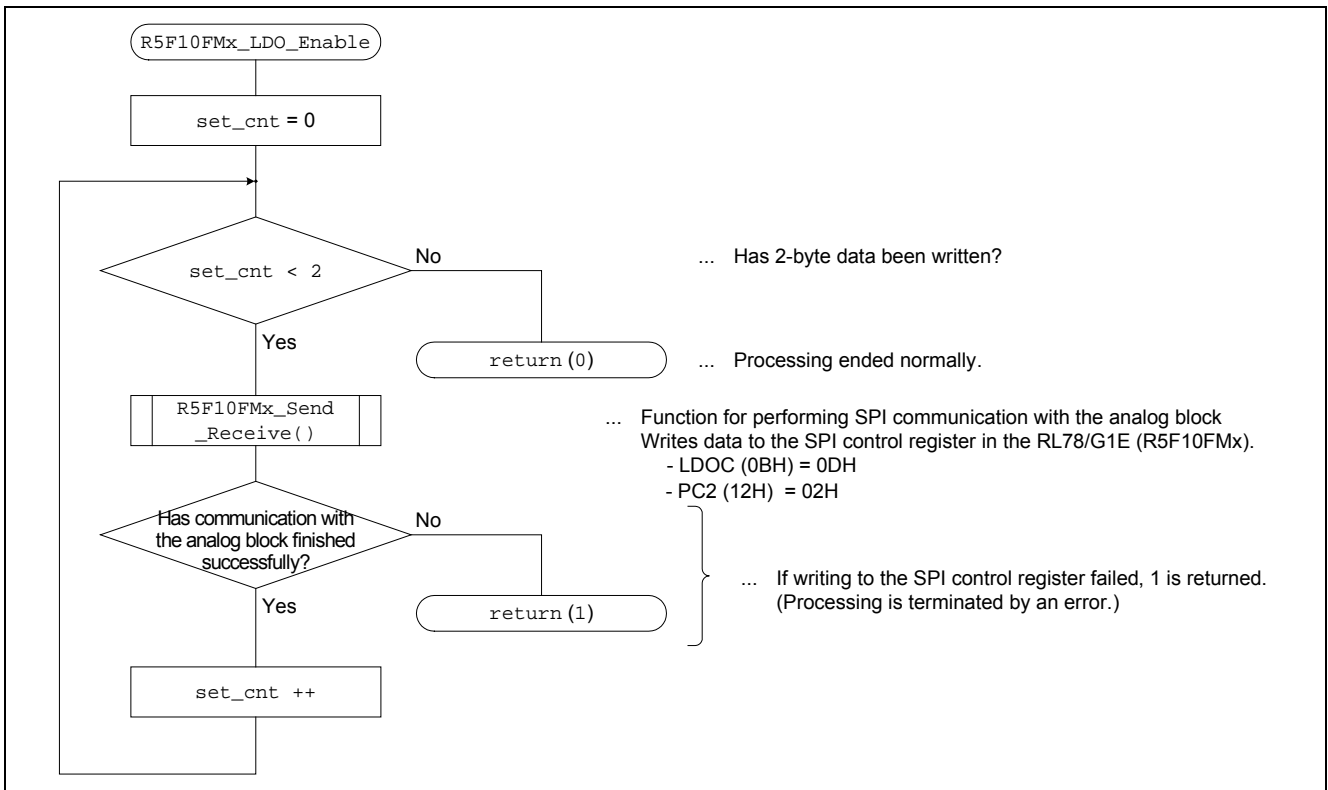 R5F10FMx_LDO_Enable
set_cnt = 0
set_cnt < 2
No
... Has 2-byte data been written?
Yes
return (0)
... Processing ended normally.
R5F10FMx_Send
_Receive()
... Function for performing SPI communication with the analog block
Writes data to the SPI control register in the RL78/G1E (R5F10FMx).
- LDOC (0BH) = 0DH
- PC2 (12H) = 02H
Has communication with
the analog block finished
successfully?
No
Yes
return (1)
... If writing to the SPI control register failed, 1 is returned.
(Processing is terminated by an error.)
set_cnt ++